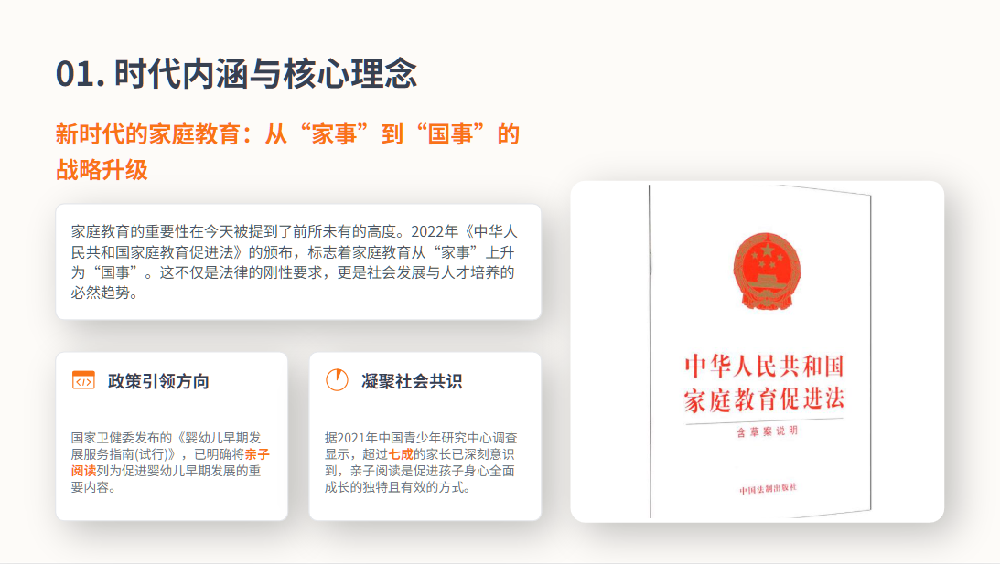 01. 时代内涵与核心理念
新时代的家庭教育：从“家事”到“国事”的
战略升级
家庭教育的重要性在今天被提到了前所未有的高度。2022年《中华人
民共和国家庭教育促进法》的颁布，标志着家庭教育从“家事”上升
为“国事”。这不仅是法律的刚性要求，更是社会发展与人才培养的
必然趋势。
政策引领方向
国家卫健委发布的《婴幼儿早期发
展服务指南(试行)》，已明确将亲子
阅读列为促进婴幼儿早期发展的重
要内容。
凝聚社会共识
据2021年中国青少年研究中心调查
显示，超过七成的家长已深刻意识
到，亲子阅读是促进孩子身心全面
成长的独特且有效的方式。
中华人民共和国
家庭教育促进法
含草案说明
中国法制出版社